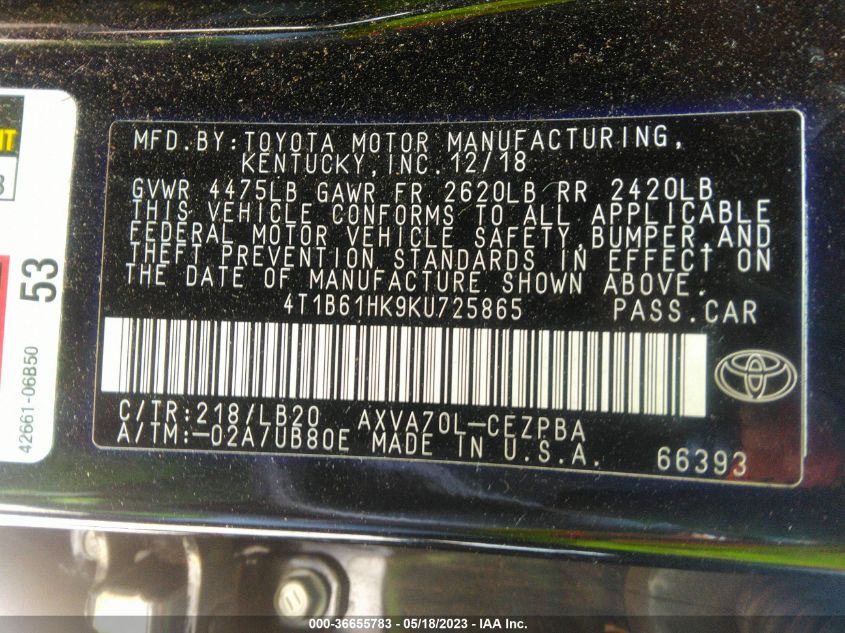 MFD.BY:TOYOTA MOTOR MANUFACTURING,
KENTUCKY,INC.12/18
GVWR 4475LB GAWR FR 2620LB RR 2420LB
THIS VEHICLE CONFORMS TO ALL APPLICABLE
FEDERAL MOTOR VEHICLE SAFETY,BUMPER,AND
THEFT PREVENTION STANDARDS IN EFFECT ON
THE DATE OF MANUFACTURE SHOWN ABOVE.
4T1B61HK9KU725865 PASS.CAR
C/TR:218/LB20 AXVA70L-CEZPBA
A/TM:-02A/UB80E MADE IN U.S.A. 66393
53
42661-06B50
000-36655783 - 05/18/2023 - IAA Inc.